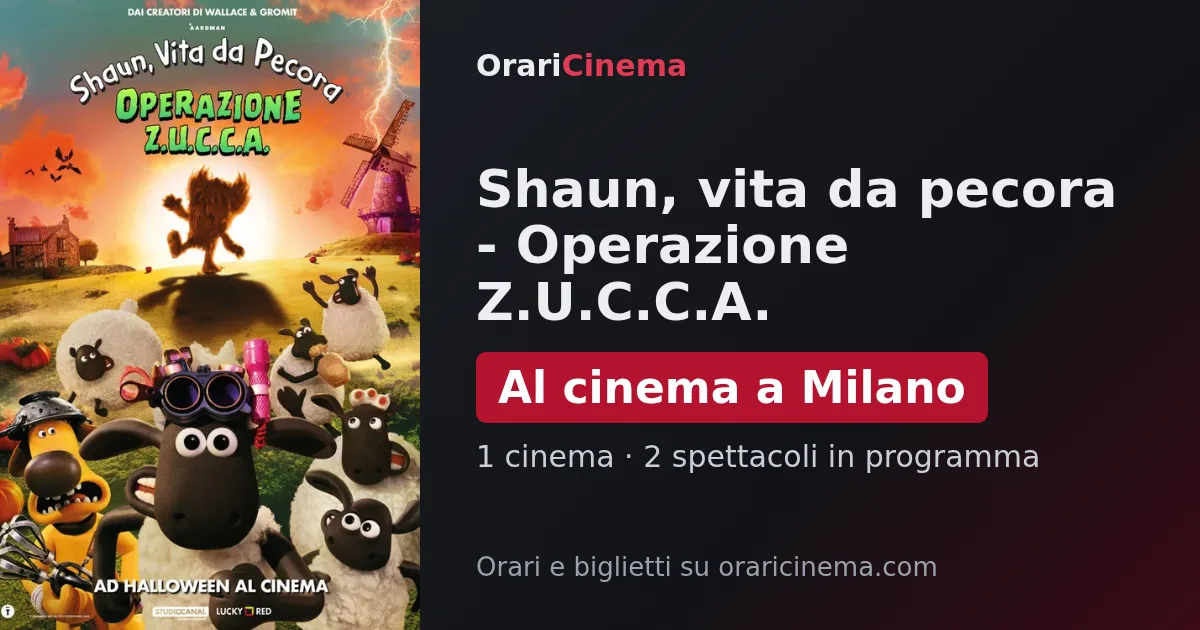 DAI CREATORI DI WALLACE & GROMIT
AARDMAN
Shaun, Vita da Pecora
OPERAZIONE
Z.U.C.C.A.
AD HALLOWEEN AL CINEMA
STUDIOCANAL LUCKY RED
OrariCinema
Shaun, vita da pecora
- Operazione
Z.U.C.C.A.
Al cinema a Milano
1 cinema · 2 spettacoli in programma
Orari e biglietti su oraricinema.com